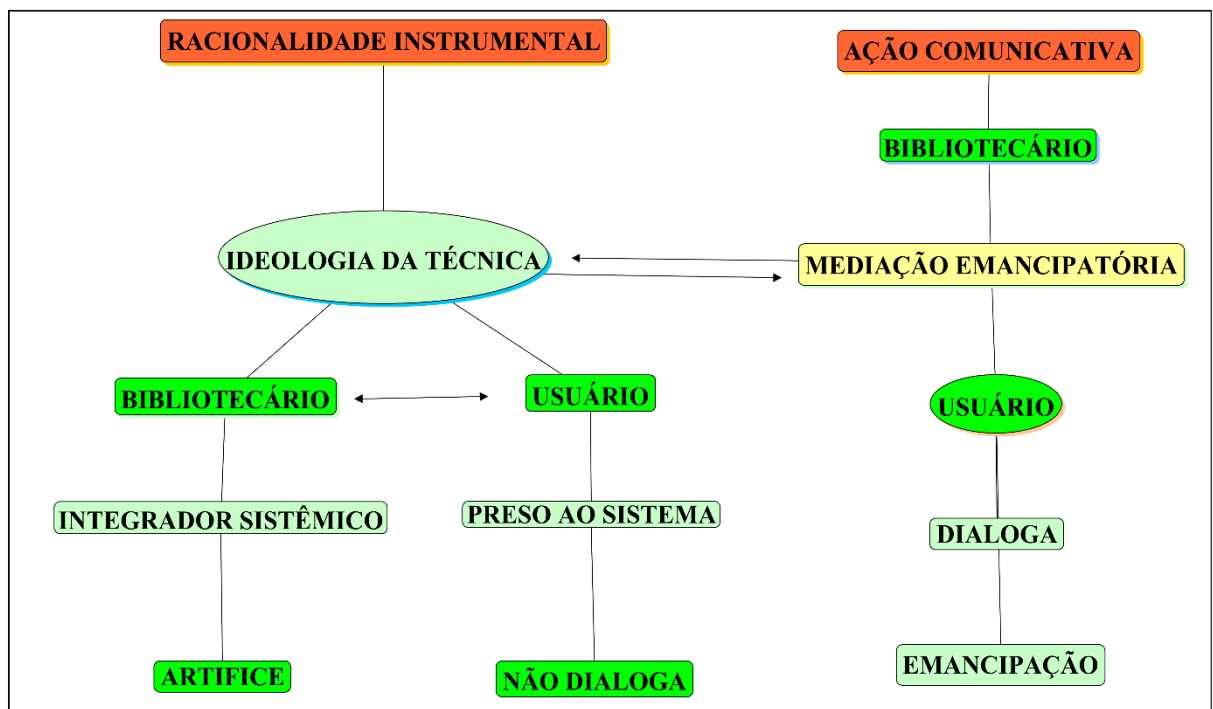 RACIONALIDADE INSTRUMENTAL
AÇÃO COMUNICATIVA
BIBLIOTECÁRIO
IDEOLOGIA DA TÉCNICA
MEDIAÇÃO EMANCIPATÓRIA
BIBLIOTECÁRIO
USUÁRIO
USUÁRIO
INTEGRADOR SISTÊMICO
PRESO AO SISTEMA
DIALOGA
ARTIFICE
NÃO DIALOGA
EMANCIPAÇÃO